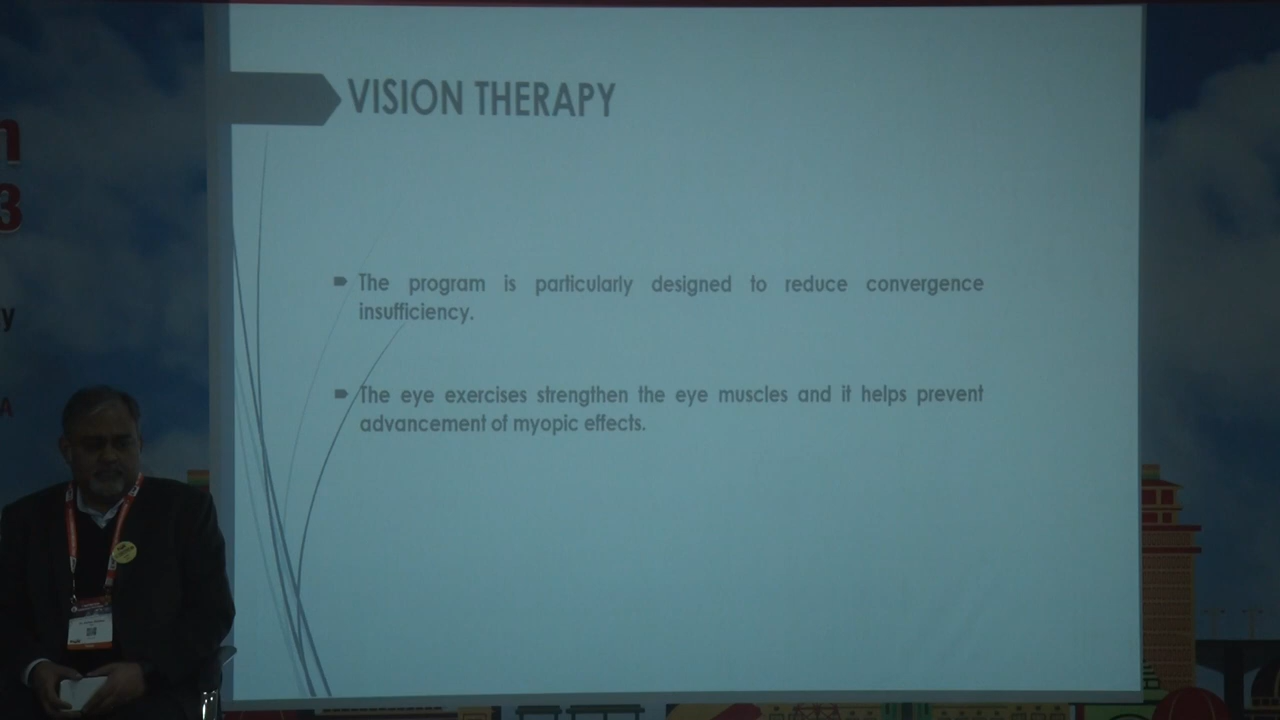 VISION THERAPY
The program is particularly designed to reduce convergence
insufficiency.
The eye exercises strengthen the eye muscles and it helps prevent
advancement of myopic effects.
n
3
y
A